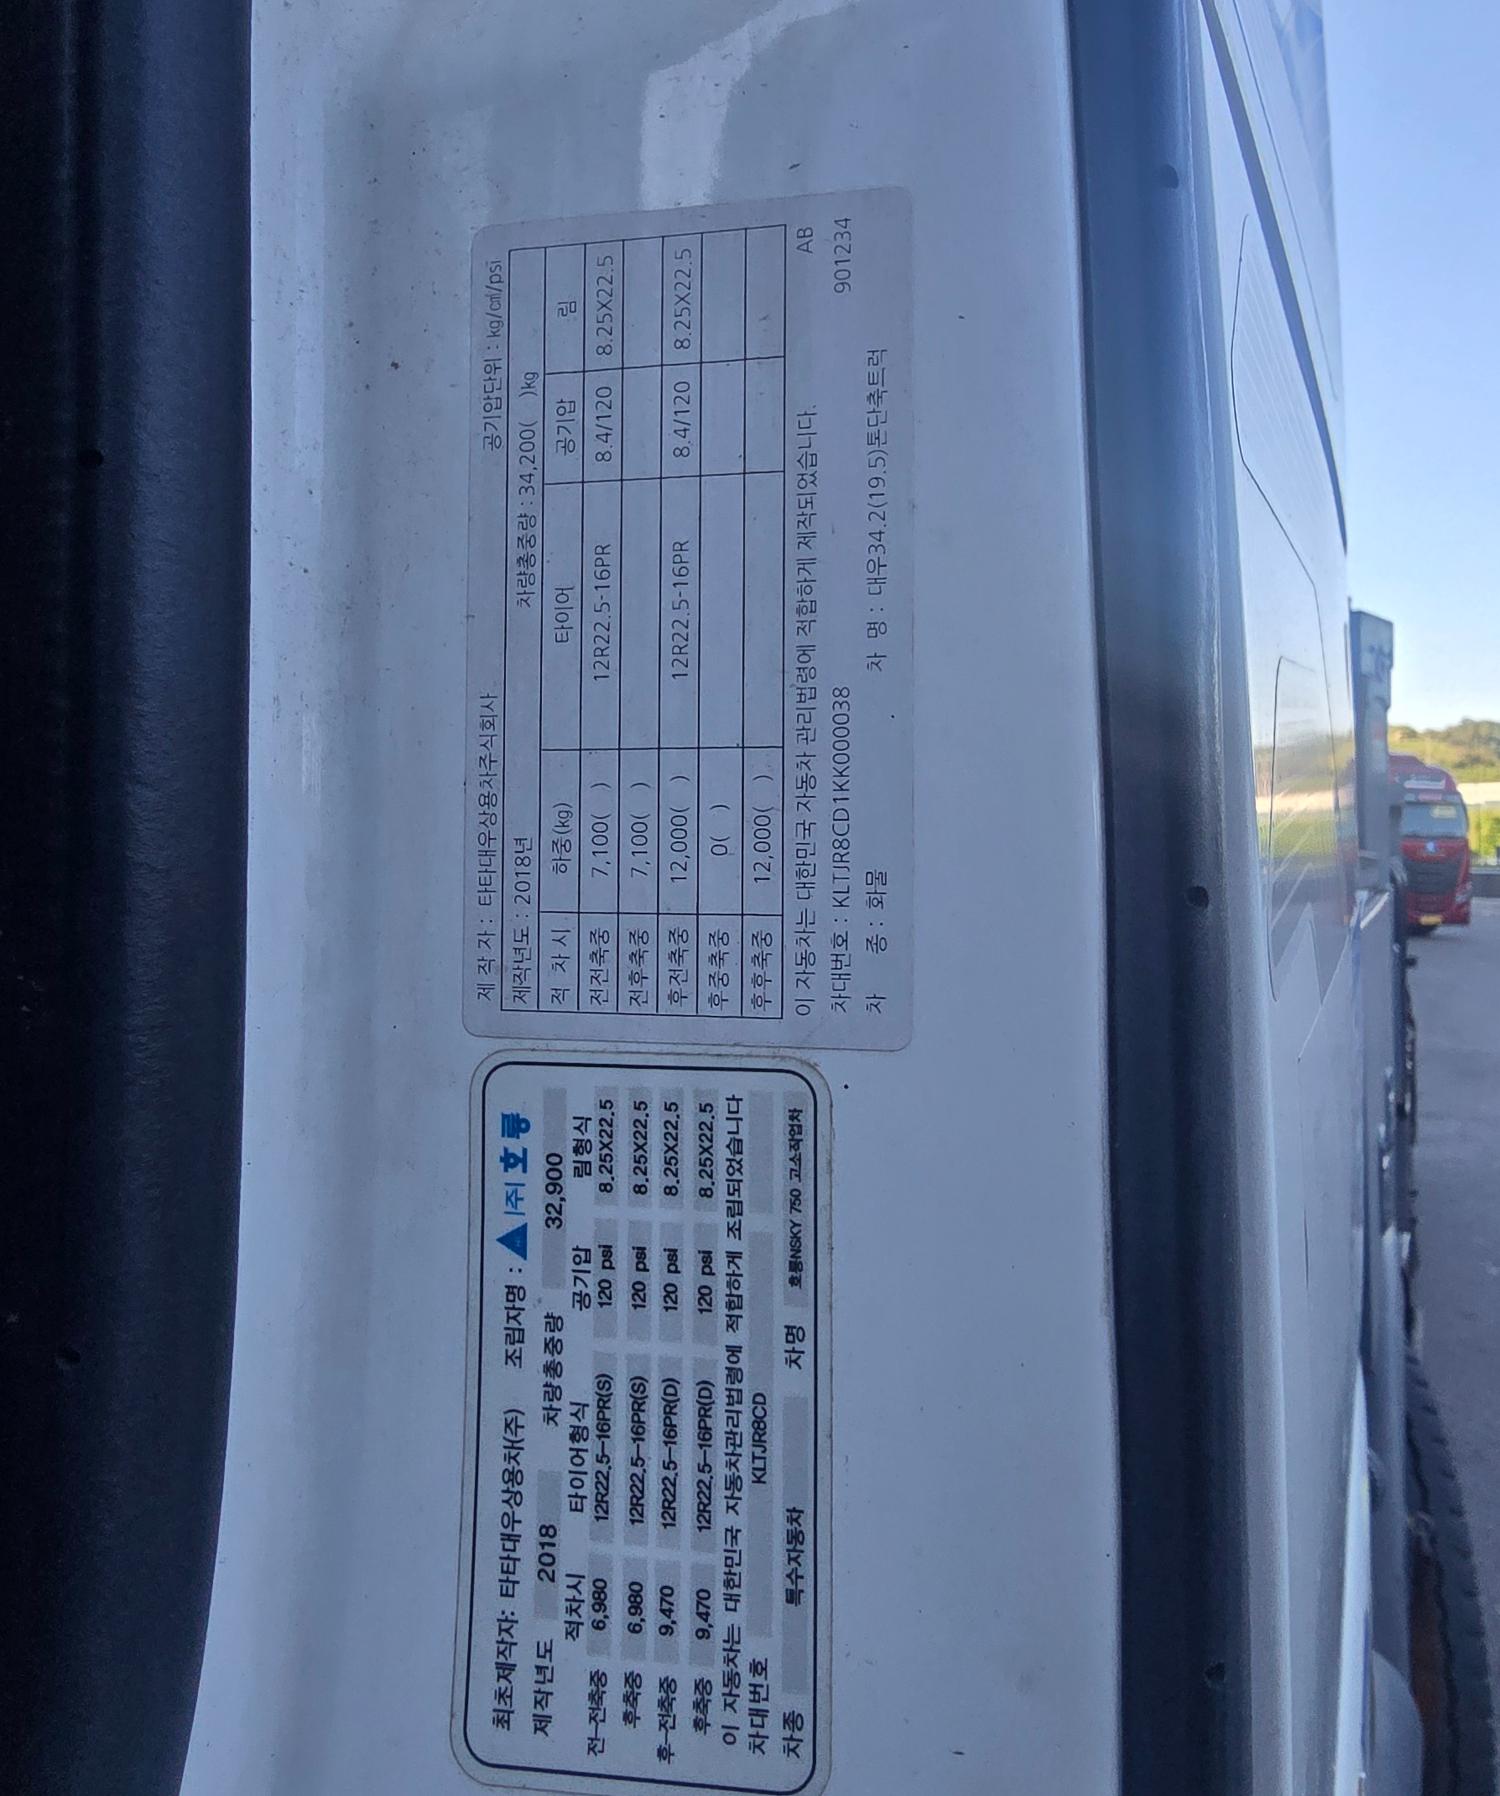 제 작 자 : 타타대우상용차주식회사 공기압단위 : kg/㎠/psi
제작년도 : 2018년 차량총중량 : 34,200( )kg
적 차 시 하중(kg) 타이어 공기압 림
전전축중 7,100( ) 12R22.5-16PR 8.4/120 8.25X22.5
전후축중 7,100( )
후전축중 12,000( ) 12R22.5-16PR 8.4/120 8.25X22.5
후중축중 0( )
후후축중 12,000( )
이 자동차는 대한민국 자동차 관리법령에 적합하게 제작되었습니다. AB
차대번호 : KLTJR8CD1KK000038 901234
차 종 : 화물 차 명 : 대우34.2(19.5)톤단축트럭
최초제작자: 타타대우상용차(주) 조립자명 : (주)호룡
제작년도 2018 차량총중량 32,900
적차시 타이어형식 공기압 림형식
전-전축중 6,980 12R22.5-16PR(S) 120 psi 8.25X22.5
후축중 6,980 12R22.5-16PR(S) 120 psi 8.25X22.5
후-전축중 9,470 12R22.5-16PR(D) 120 psi 8.25X22.5
후축중 9,470 12R22.5-16PR(D) 120 psi 8.25X22.5
이 자동차는 대한민국 자동차관리법령에 적합하게 조립되었습니다
차대번호 KLTJR8CD
차종 특수자동차 차명 호룡NSKY 750 고소작업차